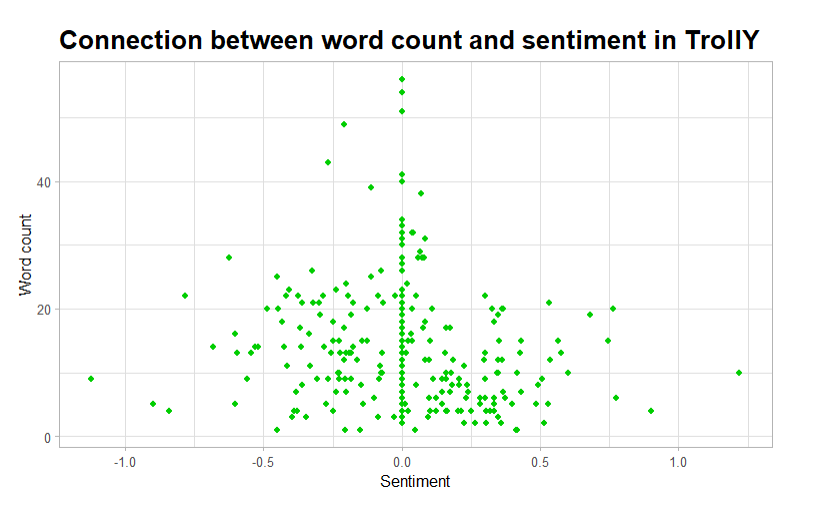 Connection between word count and sentiment in TrollY
Word count
40
20
0
-1.0 -0.5 0.0 0.5 1.0
Sentiment